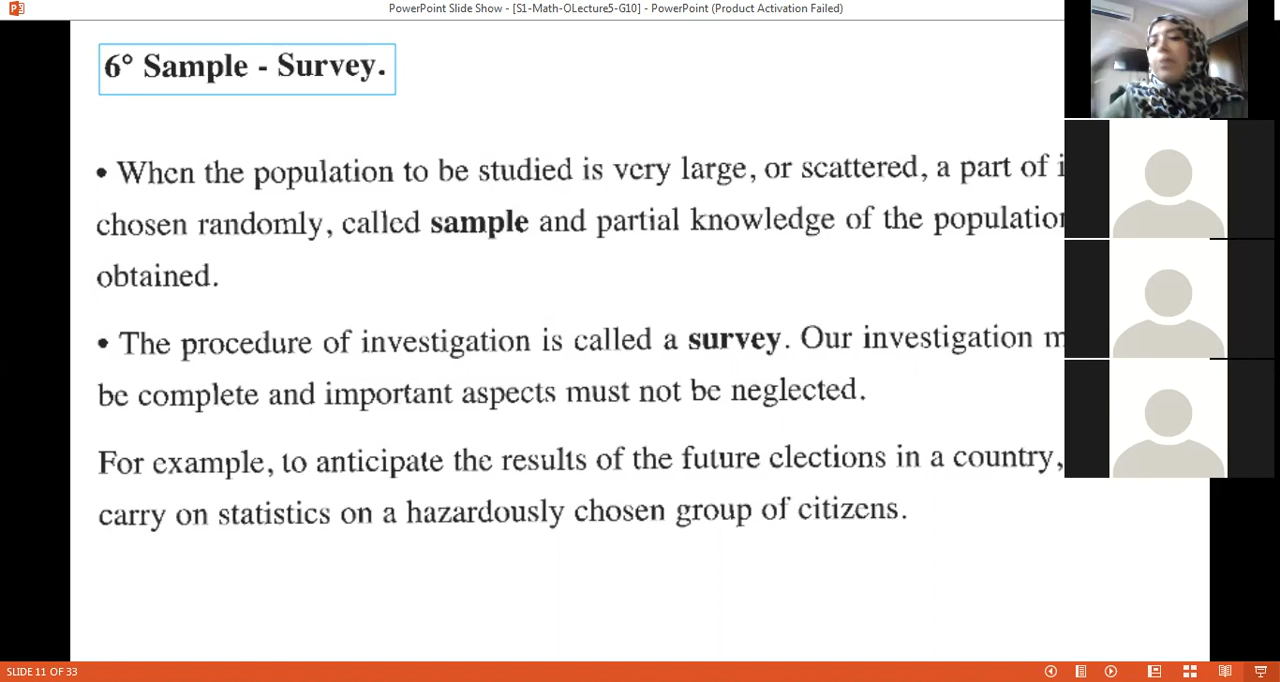 PowerPoint Slide Show - [S1-Math-OLecture5-G10] - PowerPoint (Product Activation Failed)
6° Sample - Survey.
• When the population to be studied is very large, or scattered, a part of
chosen randomly, called sample and partial knowledge of the population
obtained.
• The procedure of investigation is called a survey. Our investigation
be complete and important aspects must not be neglected.
For example, to anticipate the results of the future elections in a country,
carry on statistics on a hazardously chosen group of citizens.
SLIDE 11 OF 33